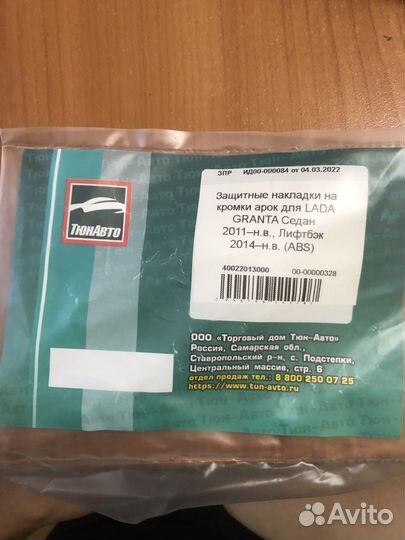 ЗПР ИД00-000084 от 04.03.2022
Защитные накладки на
кромки арок для LADA
GRANTA Седан
2011-н.в., Лифтбэк
2014-н.в. (ABS)
40022013000 00-00000328
ТюнАвто
ООО «Торговый дом Тюн-Авто»
Россия, Самарская обл.,
Ставропольский р-н, с. Подстепки,
Центральный массив, стр. 6
отдел продаж тел.: 8 800 250 07 25
https://www.tun-avto.ru
Avito